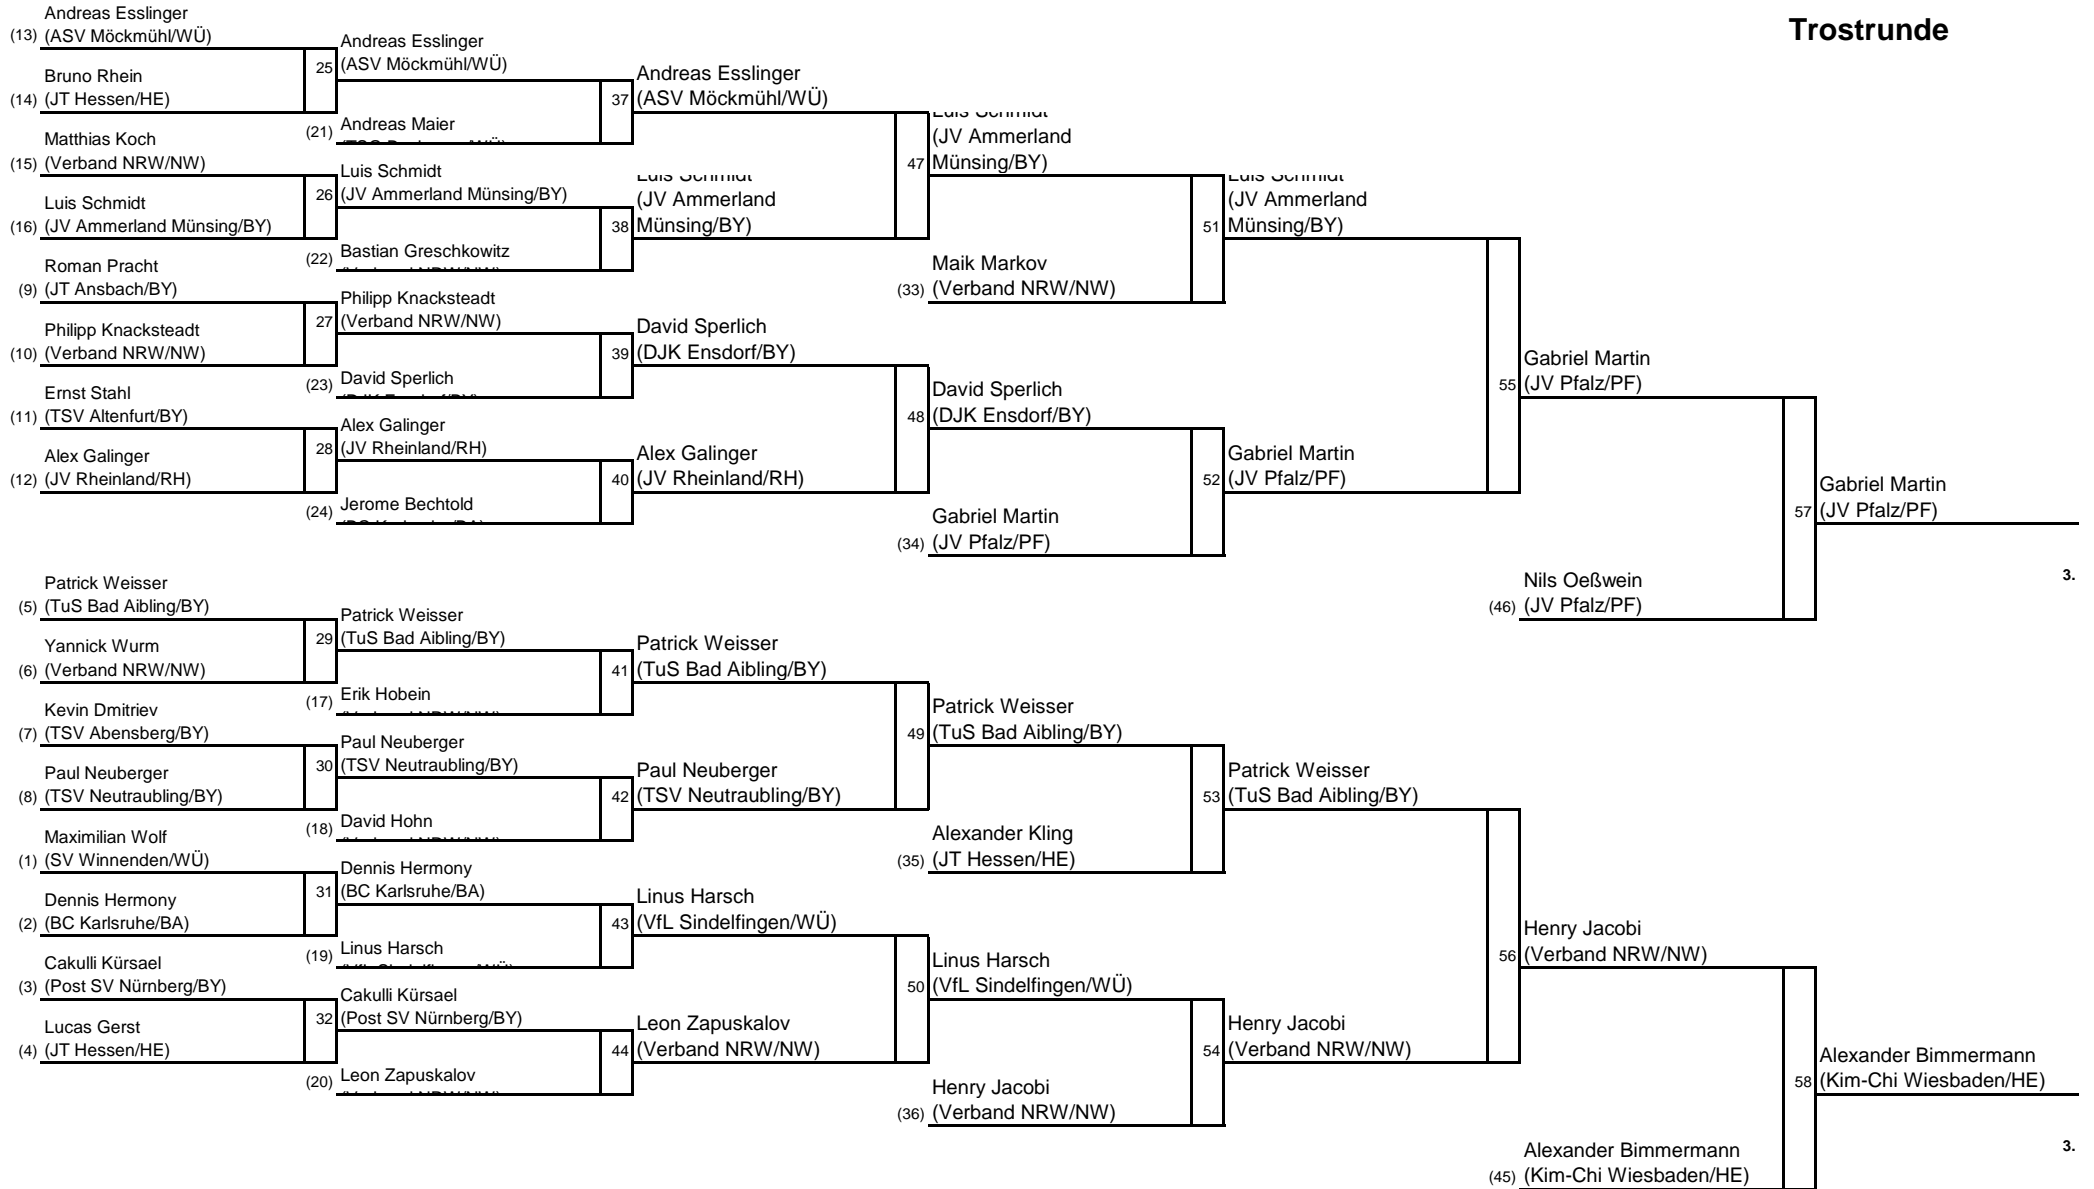 Trostrunde
Andreas Esslinger
(13) (ASV Möckmühl/WÜ)
Bruno Rhein
(14) (JT Hessen/HE)
Matthias Koch
(15) (Verband NRW/NW)
Luis Schmidt
(16) (JV Ammerland Münsing/BY)
Roman Pracht
(9) (JT Ansbach/BY)
Philipp Knacksteadt
(10) (Verband NRW/NW)
Ernst Stahl
(11) (TSV Altenfurt/BY)
Alex Galinger
(12) (JV Rheinland/RH)
Patrick Weisser
(5) (TuS Bad Aibling/BY)
Yannick Wurm
(6) (Verband NRW/NW)
Kevin Dmitriev
(7) (TSV Abensberg/BY)
Paul Neuberger
(8) (TSV Neutraubling/BY)
Maximilian Wolf
(1) (SV Winnenden/WÜ)
Dennis Hermony
(2) (BC Karlsruhe/BA)
Cakulli Kürsael
(3) (Post SV Nürnberg/BY)
Lucas Gerst
(4) (JT Hessen/HE)
Andreas Esslinger
25 (ASV Möckmühl/WÜ)
(21) Andreas Maier
Luis Schmidt
26 (JV Ammerland Münsing/BY)
(22) Bastian Greschkowitz
Philipp Knacksteadt
27 (Verband NRW/NW)
(23) David Sperlich
Alex Galinger
28 (JV Rheinland/RH)
(24) Jerome Bechtold
Patrick Weisser
29 (TuS Bad Aibling/BY)
(17) Erik Hobein
Paul Neuberger
30 (TSV Neutraubling/BY)
(18) David Hohn
Dennis Hermony
31 (BC Karlsruhe/BA)
(19) Linus Harsch
Cakulli Kürsael
32 (Post SV Nürnberg/BY)
(20) Leon Zapuskalov
Andreas Esslinger
37 (ASV Möckmühl/WÜ)
Luis Schmidt
(JV Ammerland
38 Münsing/BY)
David Sperlich
39 (DJK Ensdorf/BY)
Alex Galinger
40 (JV Rheinland/RH)
Patrick Weisser
41 (TuS Bad Aibling/BY)
Paul Neuberger
42 (TSV Neutraubling/BY)
Linus Harsch
43 (VfL Sindelfingen/WÜ)
Leon Zapuskalov
44 (Verband NRW/NW)
Luis Schmidt
(JV Ammerland
47 Münsing/BY)
Maik Markov
(33) (Verband NRW/NW)
David Sperlich
48 (DJK Ensdorf/BY)
Gabriel Martin
(34) (JV Pfalz/PF)
Patrick Weisser
49 (TuS Bad Aibling/BY)
Alexander Kling
(35) (JT Hessen/HE)
Linus Harsch
50 (VfL Sindelfingen/WÜ)
Henry Jacobi
(36) (Verband NRW/NW)
Luis Schmidt
(JV Ammerland
51 Münsing/BY)
Gabriel Martin
52 (JV Pfalz/PF)
Patrick Weisser
53 (TuS Bad Aibling/BY)
Henry Jacobi
54 (Verband NRW/NW)
Gabriel Martin
55 (JV Pfalz/PF)
Nils Oeßwein
(46) (JV Pfalz/PF)
Henry Jacobi
56 (Verband NRW/NW)
Alexander Bimmermann
(45) (Kim-Chi Wiesbaden/HE)
Gabriel Martin
57 (JV Pfalz/PF)
3.
Alexander Bimmermann
58 (Kim-Chi Wiesbaden/HE)
3.